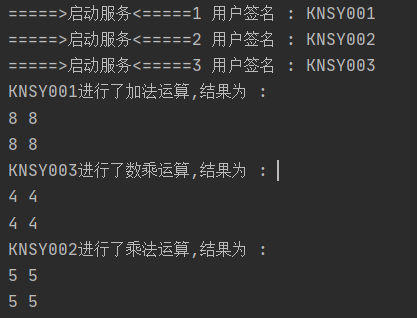 =====>启动服务<=====1 用户签名 : KNSY001
=====>启动服务<=====2 用户签名 : KNSY002
=====>启动服务<=====3 用户签名 : KNSY003
KNSY001进行了加法运算,结果为 :
8 8
8 8
KNSY003进行了数乘运算,结果为 :
4 4
4 4
KNSY002进行了乘法运算,结果为 :
5 5
5 5